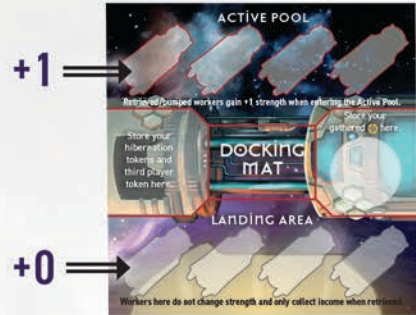 ACTIVE POOL
+1
Retrieved/bumped workers gain +1 strength when entering the Active Pool.
Store your
hibernation
tokens and
third player
token here.
DOCKING
MAT
Store your
gathered here.
LANDING AREA
+0
Workers here do not change strength and only collect income when retrieved.